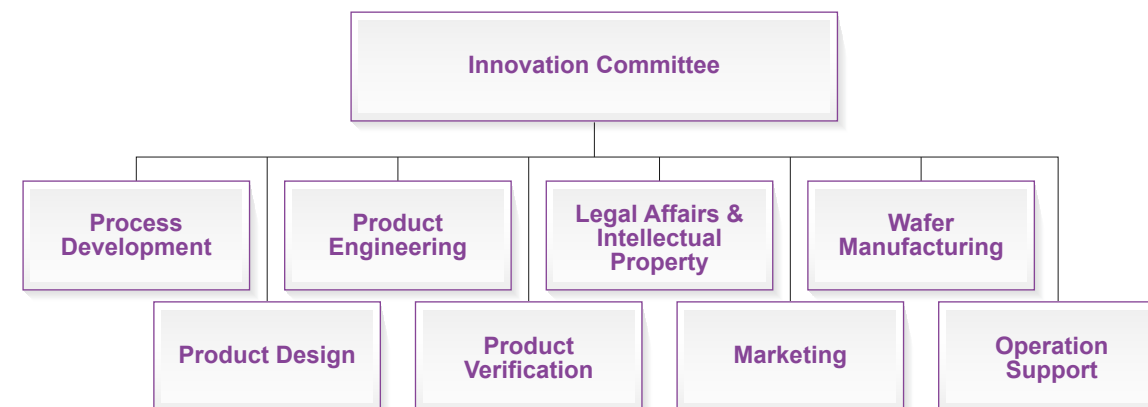 Innovation Committee
Process
Development
Product
Engineering
Legal Affairs &
Intellectual
Property
Wafer
Manufacturing
Product Design
Product
Verification
Marketing
Operation
Support